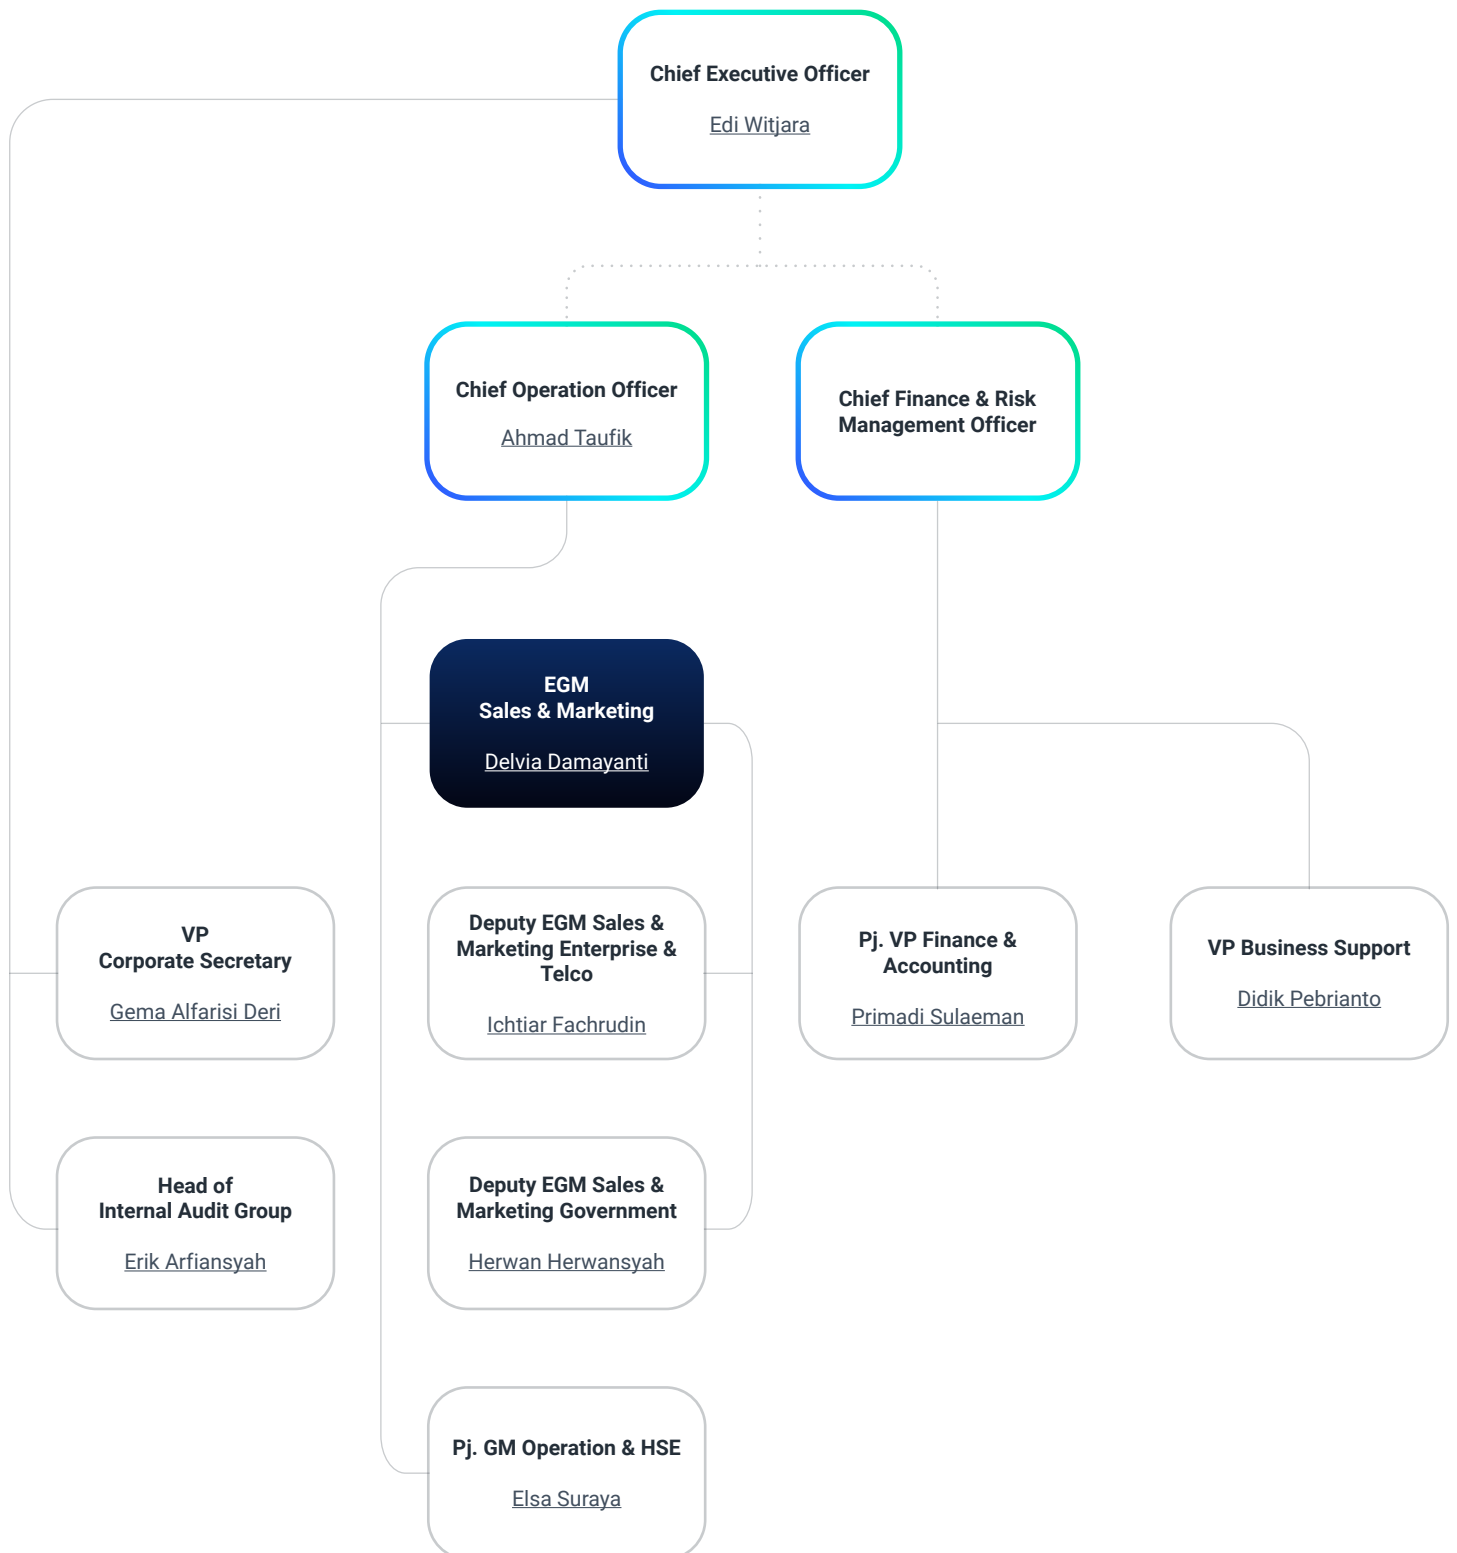 Chief Executive Officer
Edi Witjara
Chief Operation Officer
Ahmad Taufik
Chief Finance & Risk
Management Officer
EGM
Sales & Marketing
Delvia Damayanti
VP
Corporate Secretary
Gema Alfarisi Deri
Deputy EGM Sales &
Marketing Enterprise &
Telco
Ichtiar Fachrudin
Pj. VP Finance &
Accounting
Primadi Sulaeman
VP Business Support
Didik Pebrianto
Head of
Internal Audit Group
Erik Arfiansyah
Deputy EGM Sales &
Marketing Government
Herwan Herwansyah
Pj. GM Operation & HSE
Elsa Suraya